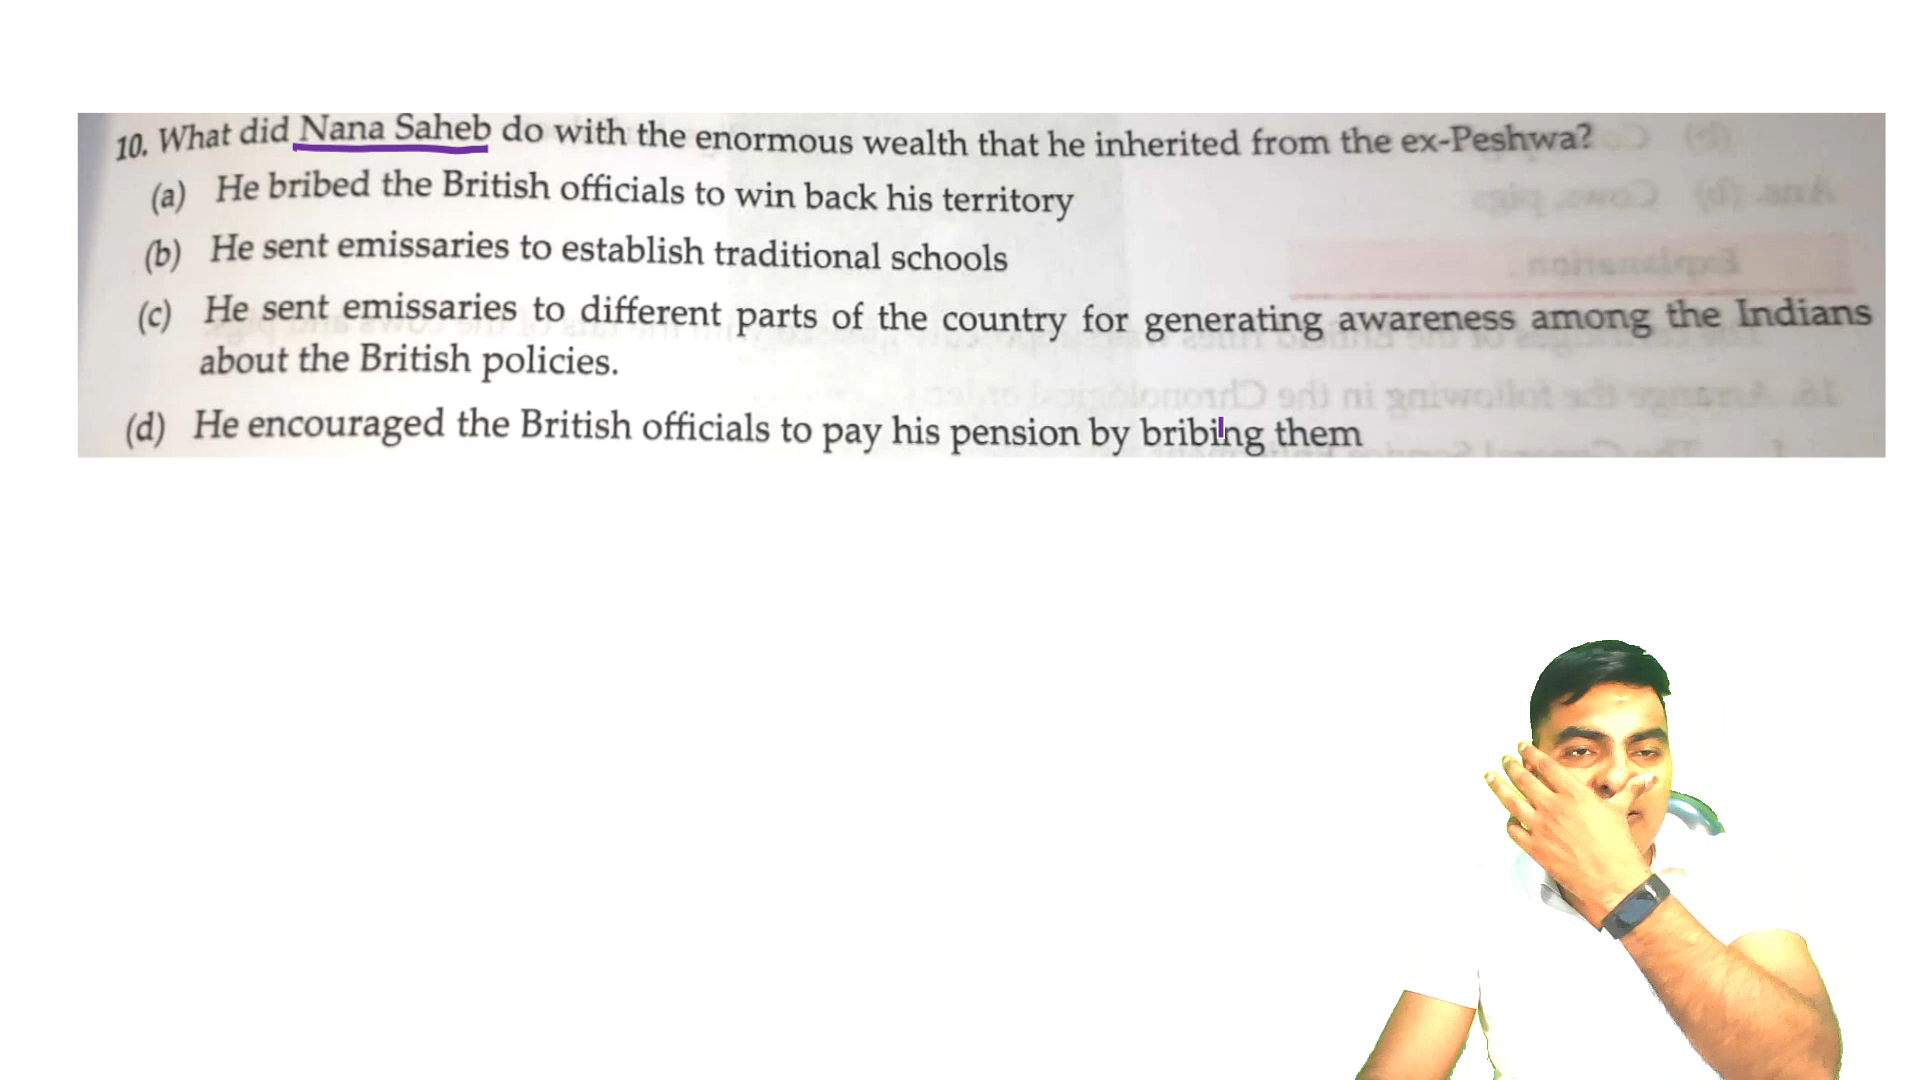 10. What did Nana Saheb do with the enormous wealth that he inherited from the ex-Peshwa?
(a) He bribed the British officials to win back his territory
(b) He sent emissaries to establish traditional schools
(c) He sent emissaries to different parts of the country for generating awareness among the Indians
about the British policies.
(d) He encouraged the British officials to pay his pension by bribing them